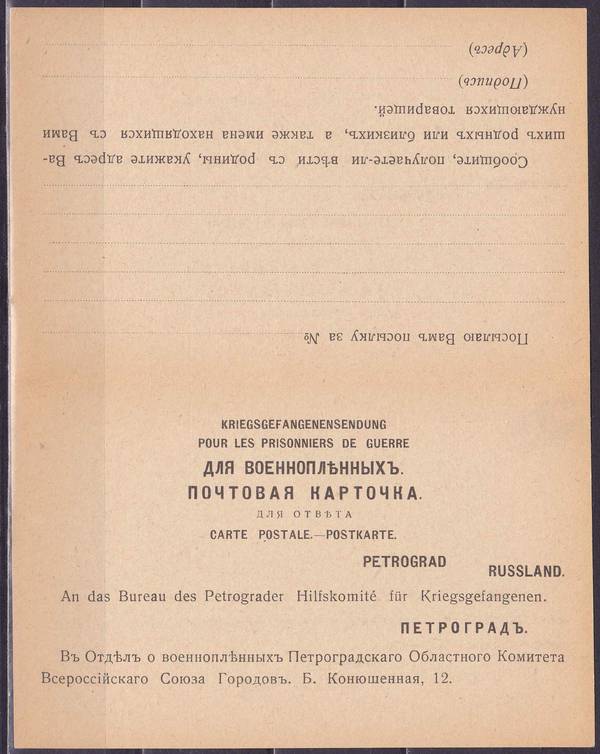 Посылаю Вамъ посылку за №
Сообщите, получаете-ли вѣсти съ родины, укажите адресъ Ва-
шихъ родныхъ или близкихъ, а также имена находящихся съ Вами
нуждающихся товарищей.
(Подпись)
(Адресъ)
KRIEGSGEFANGENENSENDUNG
POUR LES PRISONNIERS DE GUERRE
ДЛЯ ВОЕННОПЛѢННЫХЪ.
ПОЧТОВАЯ КАРТОЧКА.
ДЛЯ ОТВѢТА
CARTE POSTALE.—POSTKARTE.
PETROGRAD
RUSSLAND.
An das Bureau des Petrograder Hilfskomité für Kriegsgefangenen.
ПЕТРОГРАДЪ.
Въ Отдѣлъ о военноплѣнныхъ Петроградскаго Областного Комитета
Всероссійскаго Союза Городовъ. Б. Конюшенная, 12.